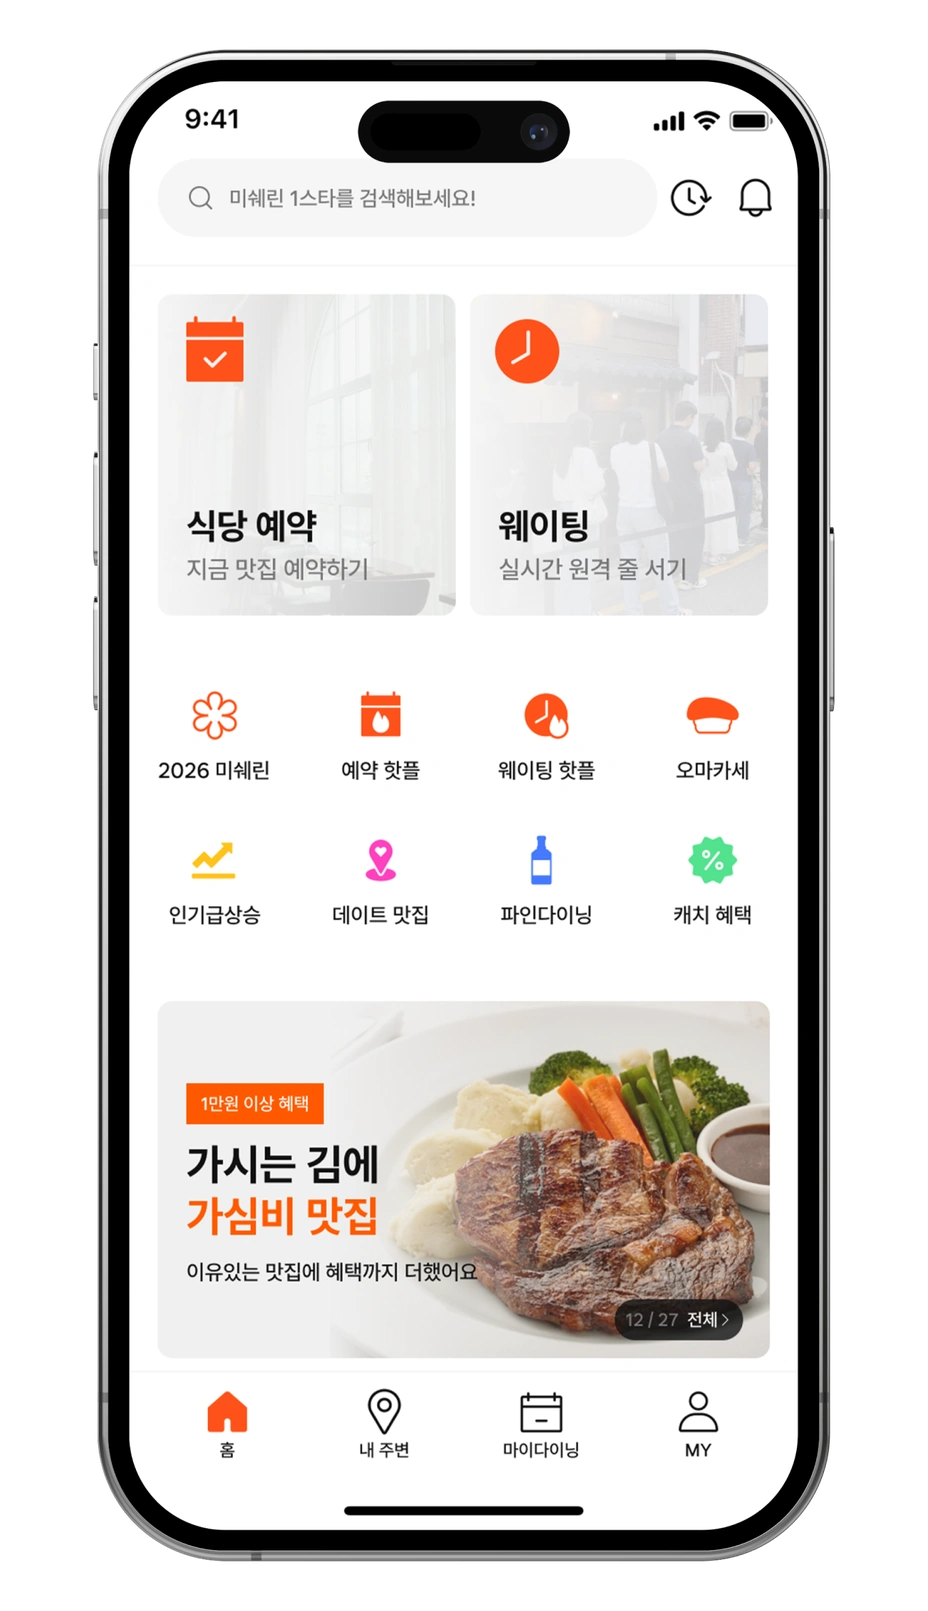 9:41
미쉐린 1스타를 검색해보세요!
식당 예약
지금 맛집 예약하기
웨이팅
실시간 원격 줄 서기
2026 미쉐린
예약 핫플
웨이팅 핫플
오마카세
인기급상승
데이트 맛집
파인다이닝
캐치 혜택
1만원 이상 혜택
가시는 김에
가심비 맛집
이유있는 맛집에 혜택까지 더했어요
12 / 27 전체 >
홈
내 주변
마이다이닝
MY